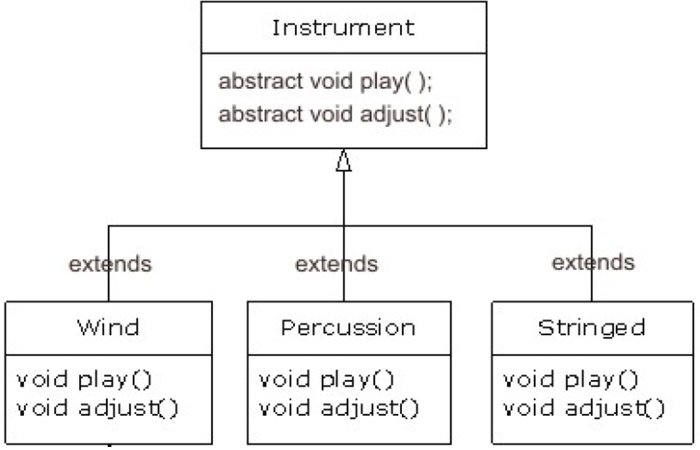 Instrument
abstract void play( );
abstract void adjust( );
extends extends extends
Wind Percussion Stringed
void play() void play() void play()
void adjust() void adjust() void adjust()